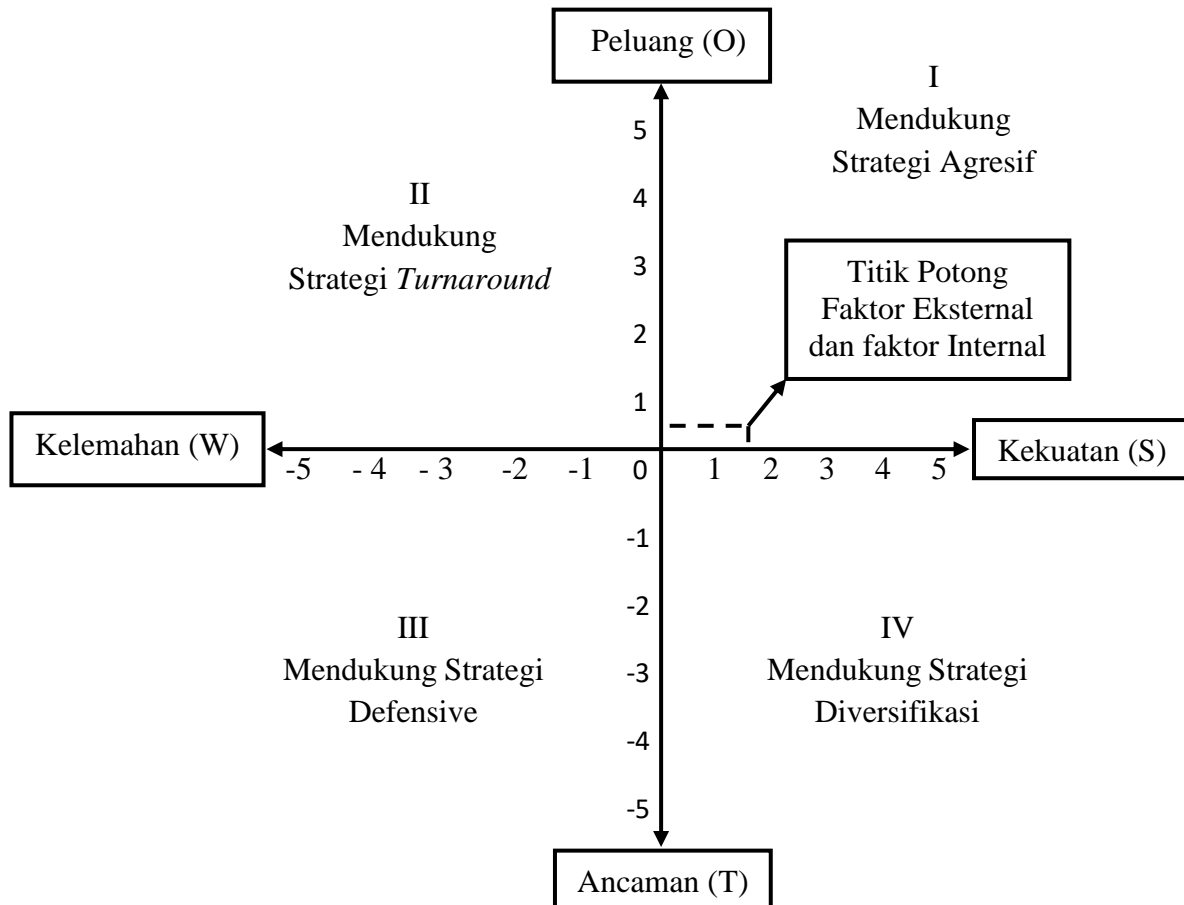 Peluang (O)
I
Mendukung
Strategi Agresif
II
Mendukung
Strategi Turnaround
5
4
3
2
1
Titik Potong
Faktor Eksternal
dan faktor Internal
Kelemahan (W)
-5 - 4 - 3 -2 -1 0 1 2 3 4 5
Kekuatan (S)
-1
-2
-3
-4
-5
III
Mendukung Strategi
Defensive
IV
Mendukung Strategi
Diversifikasi
Ancaman (T)